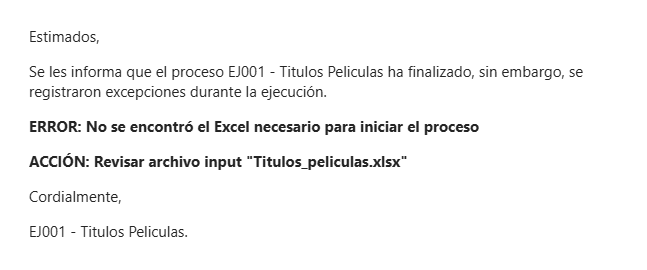 Estimados,
Se les informa que el proceso EJ001 - Titulos Peliculas ha finalizado, sin embargo, se
registraron excepciones durante la ejecución.
ERROR: No se encontró el Excel necesario para iniciar el proceso
ACCIÓN: Revisar archivo input "Titulos_peliculas.xlsx"
Cordialmente,
EJ001 - Titulos Peliculas.